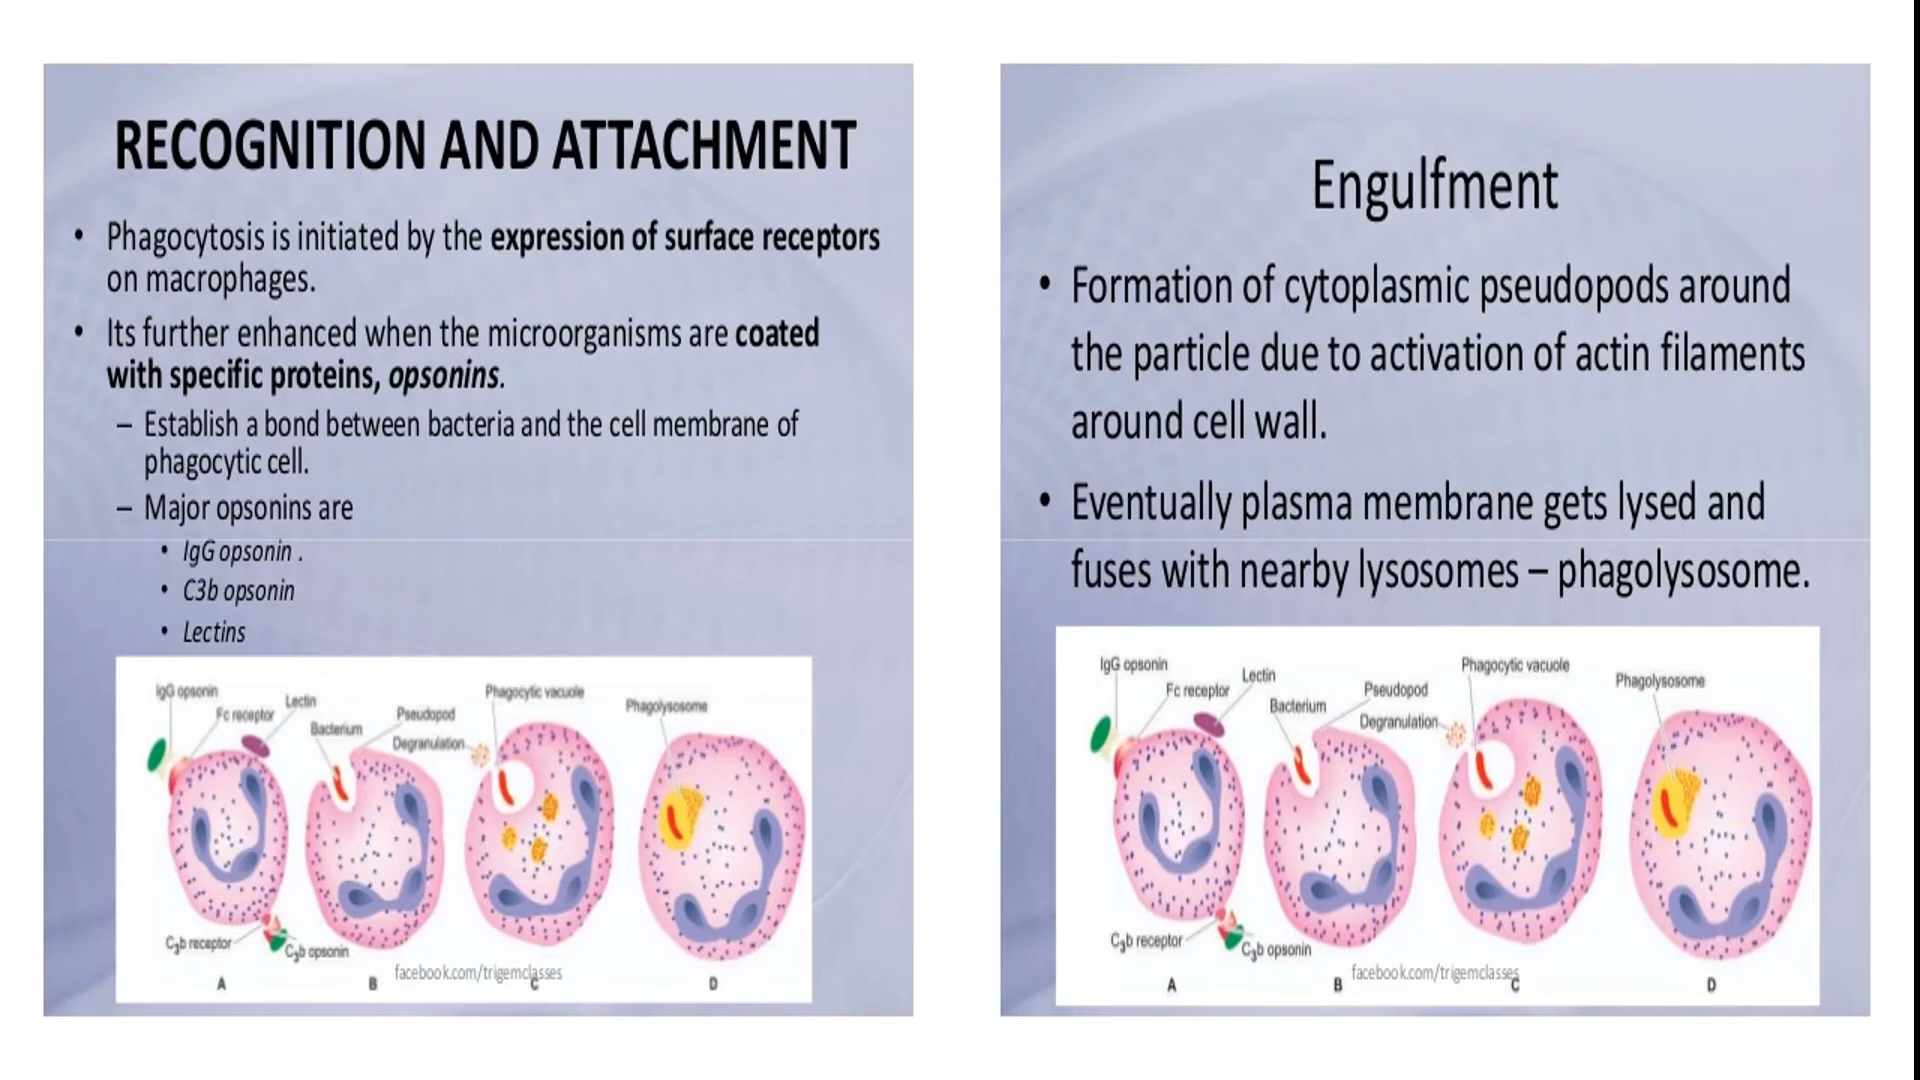 RECOGNITION AND ATTACHMENT
• Phagocytosis is initiated by the expression of surface receptors
on macrophages.
• Its further enhanced when the microorganisms are coated
with specific proteins, opsonins.
– Establish a bond between bacteria and the cell membrane of
phagocytic cell.
– Major opsonins are
• IgG opsonin .
• C3b opsonin
• Lectins
IgG opsonin
Fc receptor
Lectin
Bacterium
Pseudopod
Degranulation
Phagocytic vacuole
Phagolysosome
C3b receptor
C3b opsonin
facebook.com/trigemclasses
A
B
C
D
Engulfment
• Formation of cytoplasmic pseudopods around
the particle due to activation of actin filaments
around cell wall.
• Eventually plasma membrane gets lysed and
fuses with nearby lysosomes – phagolysosome.
IgG opsonin
Fc receptor
Lectin
Bacterium
Pseudopod
Degranulation
Phagocytic vacuole
Phagolysosome
C3b receptor
C3b opsonin
facebook.com/trigemclasses
A
B
C
D